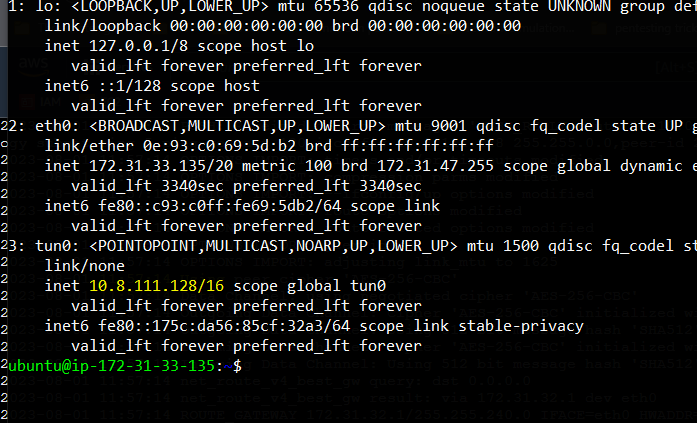 1: lo: <LOOPBACK,UP,LOWER_UP> mtu 65536 qdisc noqueue state UNKNOWN group def
link/loopback 00:00:00:00:00:00 brd 00:00:00:00:00:00
inet 127.0.0.1/8 scope host lo
valid_lft forever preferred_lft forever
inet6 ::1/128 scope host
valid_lft forever preferred_lft forever
2: eth0: <BROADCAST,MULTICAST,UP,LOWER_UP> mtu 9001 qdisc fq_codel state UP g
link/ether 0e:93:c0:69:5d:b2 brd ff:ff:ff:ff:ff:ff
inet 172.31.33.135/20 metric 100 brd 172.31.47.255 scope global dynamic e
valid_lft 3340sec preferred_lft 3340sec
inet6 fe80::c93:c0ff:fe69:5db2/64 scope link
valid_lft forever preferred_lft forever
3: tun0: <POINTOPOINT,MULTICAST,NOARP,UP,LOWER_UP> mtu 1500 qdisc fq_codel st
link/none
inet 10.8.111.128/16 scope global tun0
valid_lft forever preferred_lft forever
inet6 fe80::175c:da56:85cf:32a3/64 scope link stable-privacy
valid_lft forever preferred_lft forever
ubuntu@ip-172-31-33-135:~$